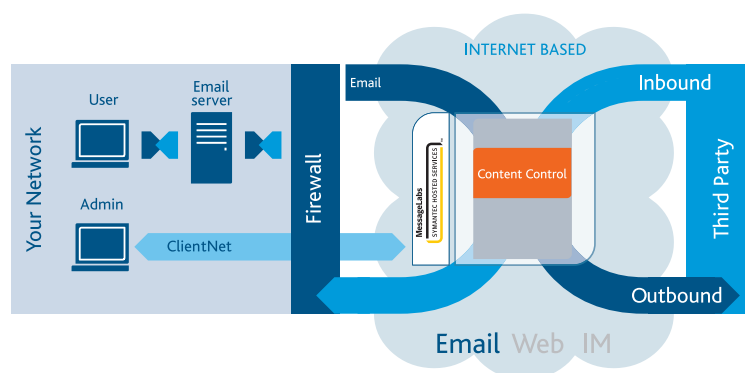 INTERNET BASED
Your Network
User
Email
server
Admin
ClientNet
Firewall
Email
MessageLabs
SYMANTEC HOSTED SERVICES
™
Content Control
Inbound
Third Party
Outbound
Email Web IM